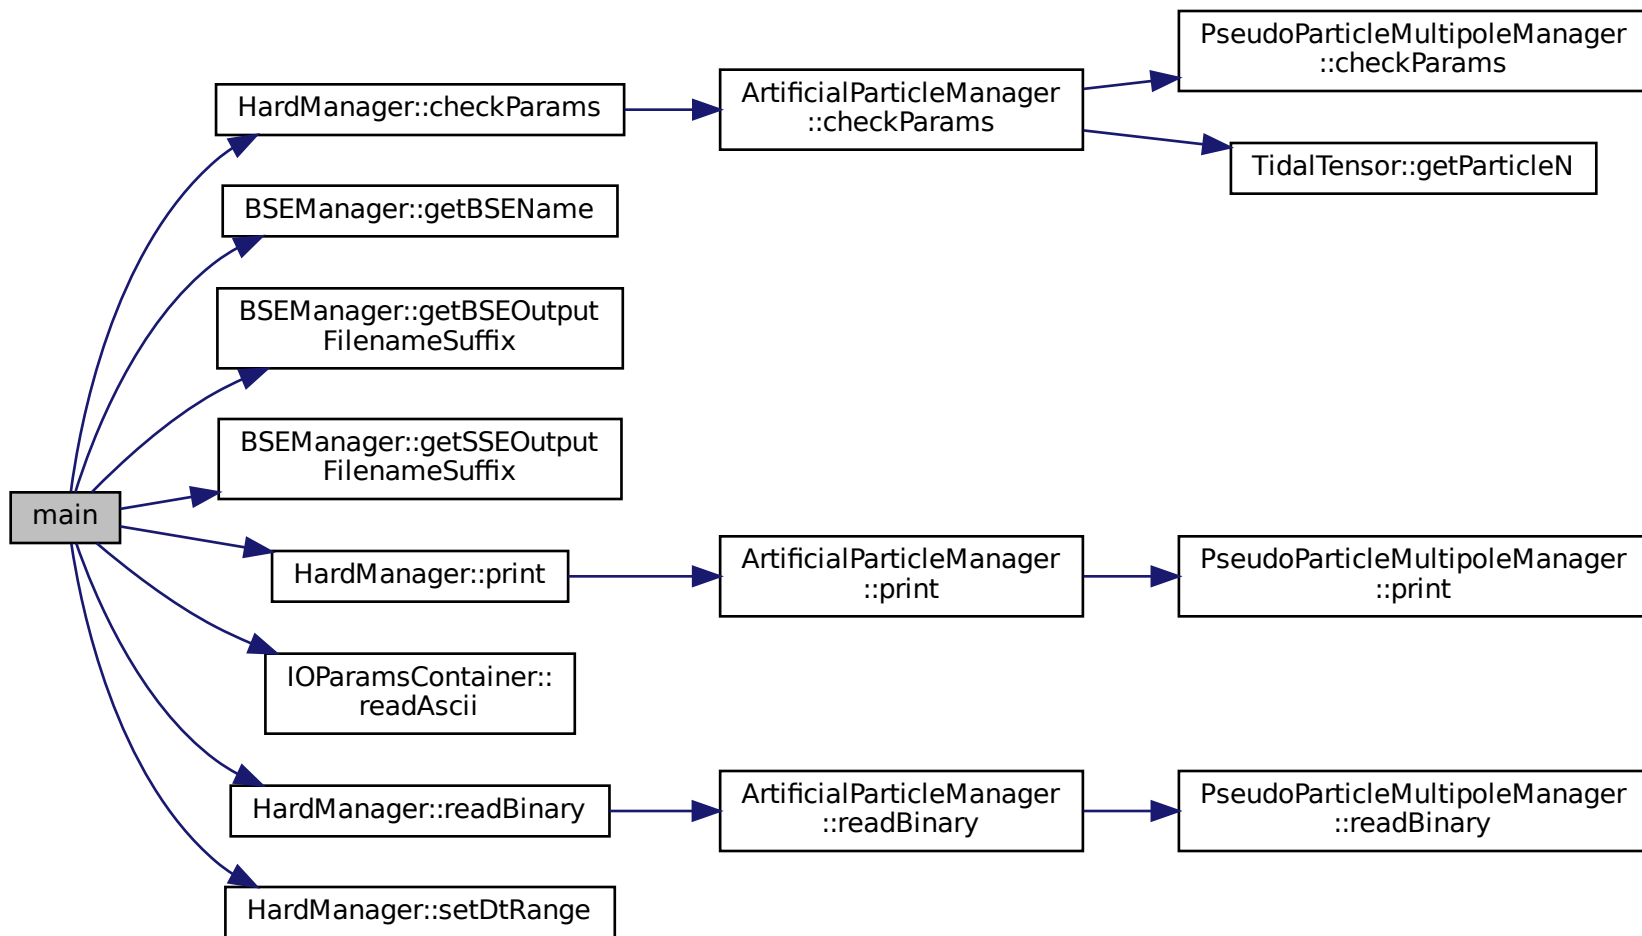 PseudoParticleMultipoleManager
::checkParams
HardManager::checkParams
ArtificialParticleManager
::checkParams
TidalTensor::getParticleN
BSEManager::getBSEName
BSEManager::getBSEOutput
FilenameSuffix
BSEManager::getSSEOutput
FilenameSuffix
main
HardManager::print
ArtificialParticleManager
::print
PseudoParticleMultipoleManager
::print
IOParamsContainer::
readAscii
HardManager::readBinary
ArtificialParticleManager
::readBinary
PseudoParticleMultipoleManager
::readBinary
HardManager::setDtRange